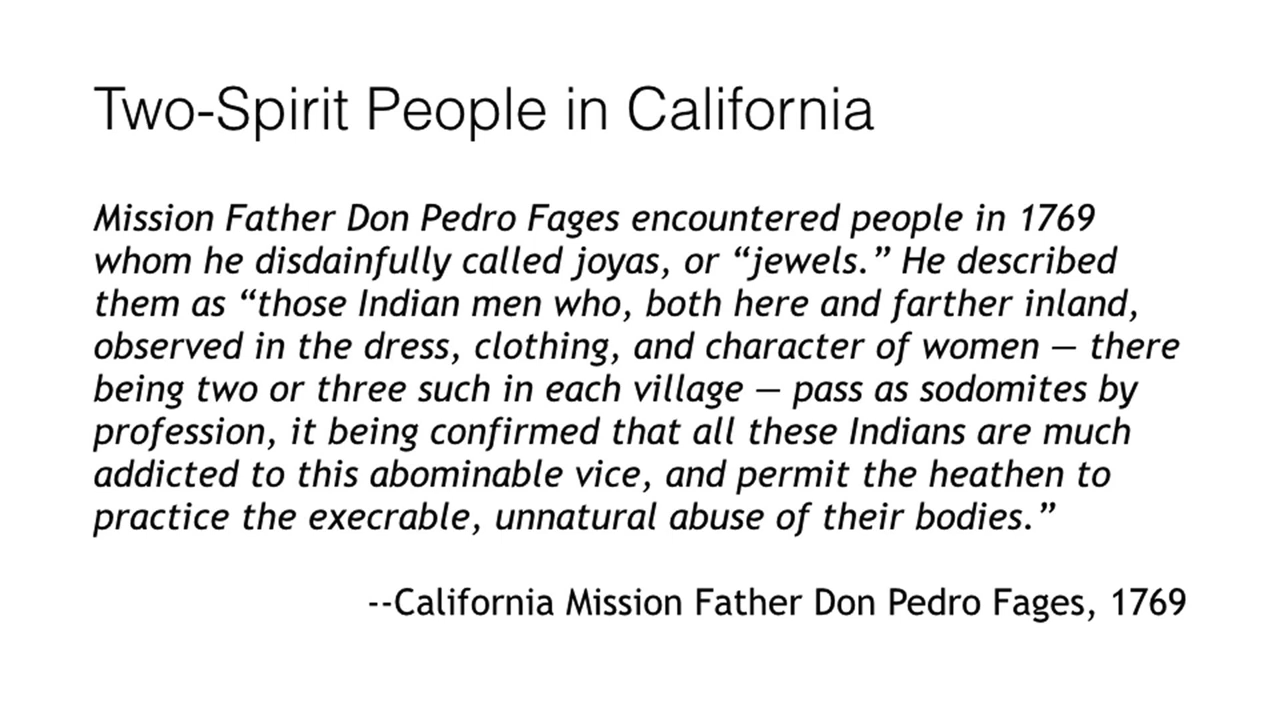 Two-Spirit People in California
Mission Father Don Pedro Fages encountered people in 1769
whom he disdainfully called joyas, or “jewels.” He described
them as “those Indian men who, both here and farther inland,
observed in the dress, clothing, and character of women — there
being two or three such in each village — pass as sodomites by
profession, it being confirmed that all these Indians are much
addicted to this abominable vice, and permit the heathen to
practice the execrable, unnatural abuse of their bodies.”
--California Mission Father Don Pedro Fages, 1769